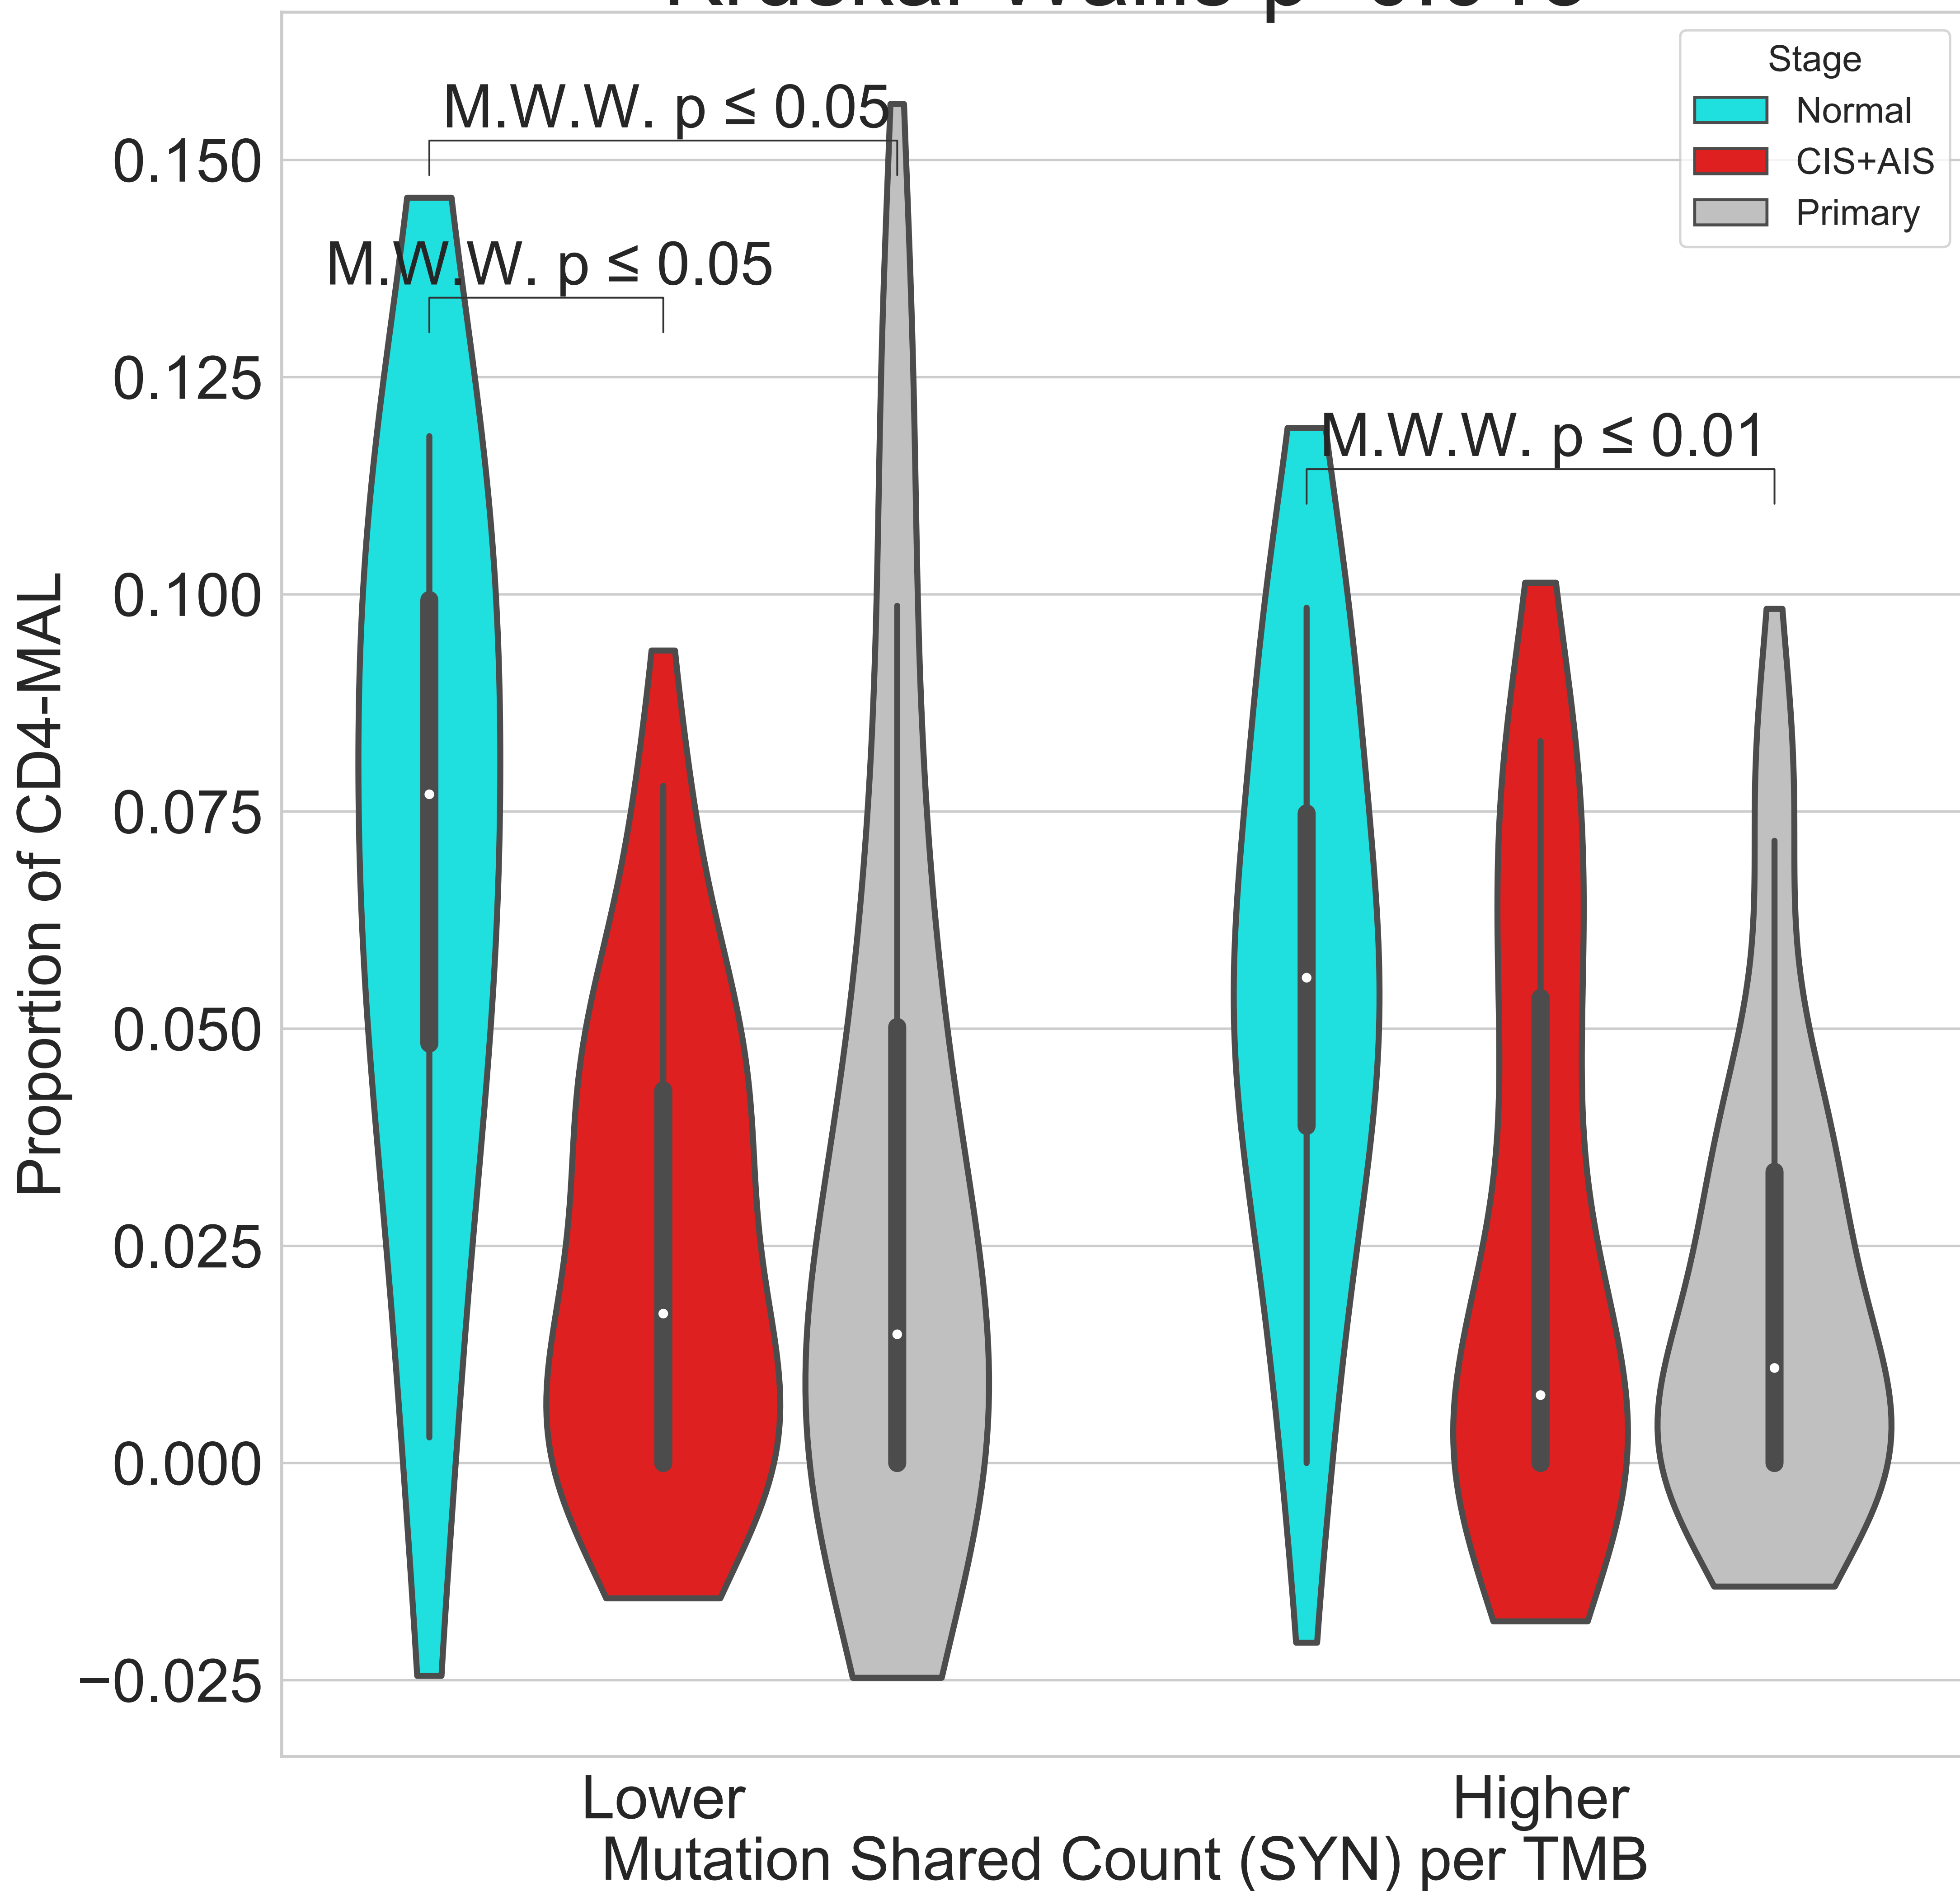 Stage
Normal
CIS+AIS
Primary
M.W.W. p ≤ 0.05
M.W.W. p ≤ 0.05
M.W.W. p ≤ 0.01
0.150
0.125
0.100
0.075
0.050
0.025
0.000
−0.025
Proportion of CD4-MAL
Lower
Higher
Mutation Shared Count (SYN) per TMB